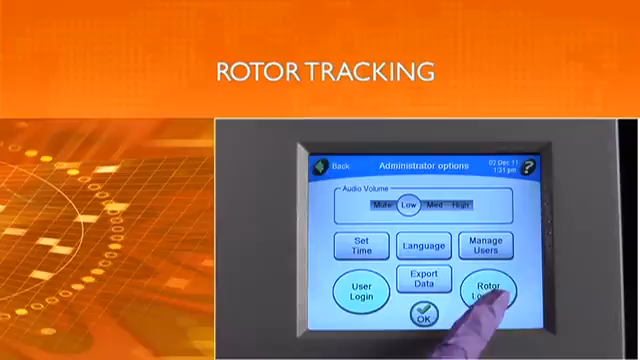 ROTOR TRACKING
Back
Administrator options
02 Dec 11
1:31 pm
?
Audio Volume
Mute Low Med High
Set
Time
Language
Manage
Users
User
Login
Export
Data
Rotor
OK